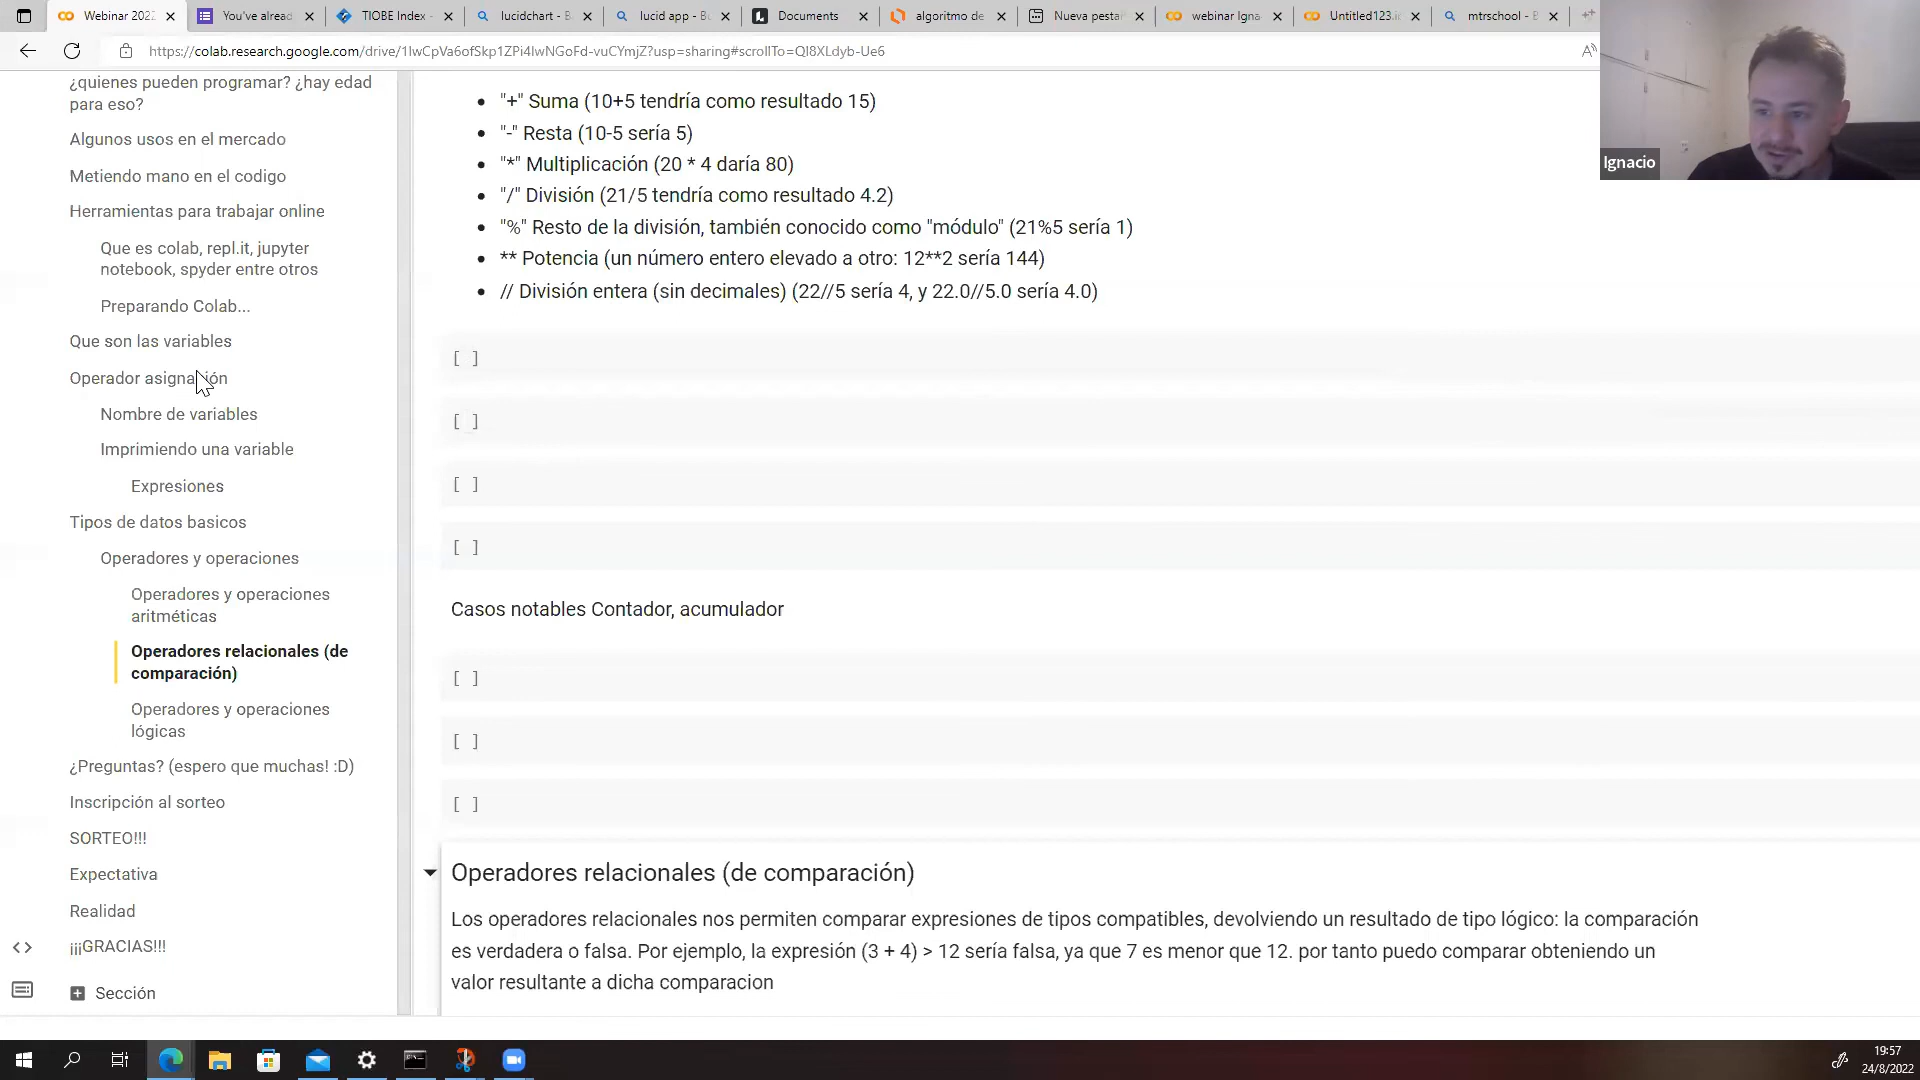 Webinar 202
You've alread
TIOBE Index -
lucidchart - B
lucid app - Bu
Documents
algoritmo de
Nueva pestañ
webinar Igna
Untitled123.i
mtrschool - B
https://colab.research.google.com/drive/1IwCpVa6ofSkp1ZPi4lwNGoFd-vuCYmjZ?usp=sharing#scrollTo=QI8XLdyb-Ue6
¿quienes pueden programar? ¿hay edad
para eso?
Algunos usos en el mercado
Metiendo mano en el codigo
Herramientas para trabajar online
Que es colab, repl.it, jupyter
notebook, spyder entre otros
Preparando Colab...
Que son las variables
Operador asignación
Nombre de variables
Imprimiendo una variable
Expresiones
Tipos de datos basicos
Operadores y operaciones
Operadores y operaciones
aritméticas
Operadores relacionales (de
comparación)
Operadores y operaciones
lógicas
¿Preguntas? (espero que muchas! :D)
Inscripción al sorteo
SORTEO!!!
Expectativa
Realidad
¡¡¡GRACIAS!!!
Sección
• "+" Suma (10+5 tendría como resultado 15)
• "-" Resta (10-5 sería 5)
• "*" Multiplicación (20 * 4 daría 80)
• "/" División (21/5 tendría como resultado 4.2)
• "%" Resto de la división, también conocido como "módulo" (21%5 sería 1)
• ** Potencia (un número entero elevado a otro: 12**2 sería 144)
• // División entera (sin decimales) (22//5 sería 4, y 22.0//5.0 sería 4.0)
[ ]
[ ]
[ ]
[ ]
Casos notables Contador, acumulador
[ ]
[ ]
[ ]
Operadores relacionales (de comparación)
Los operadores relacionales nos permiten comparar expresiones de tipos compatibles, devolviendo un resultado de tipo lógico: la comparación
es verdadera o falsa. Por ejemplo, la expresión (3 + 4) > 12 sería falsa, ya que 7 es menor que 12. por tanto puedo comparar obteniendo un
valor resultante a dicha comparacion
Ignacio
19:57
24/8/2022